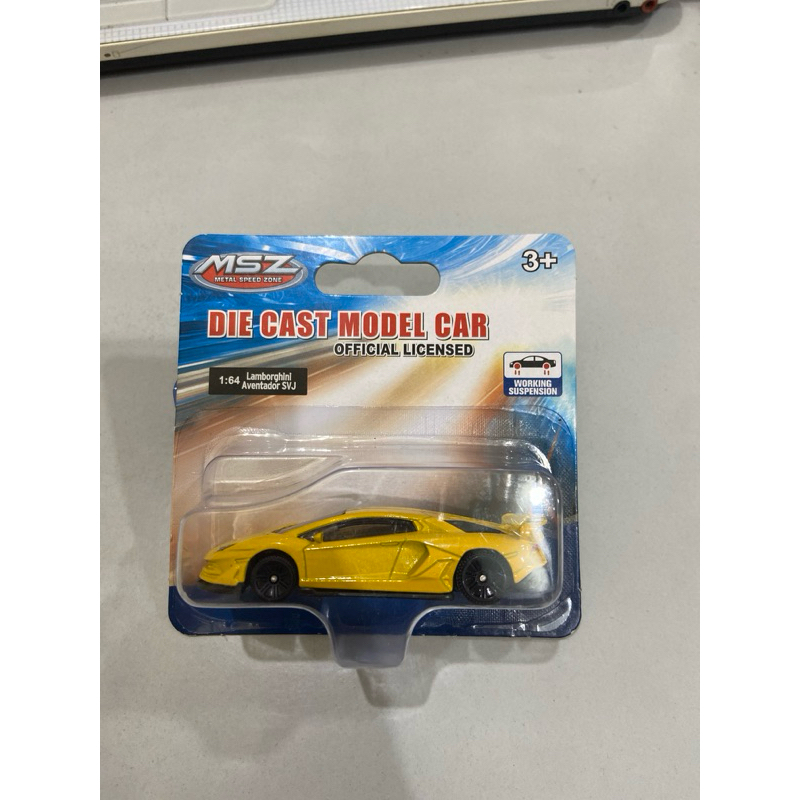 MSZ
METAL SPEED ZONE
3+
DIE CAST MODEL CAR
OFFICIAL LICENSED
1:64 Lamborghini
Aventador SVJ
WORKING
SUSPENSION